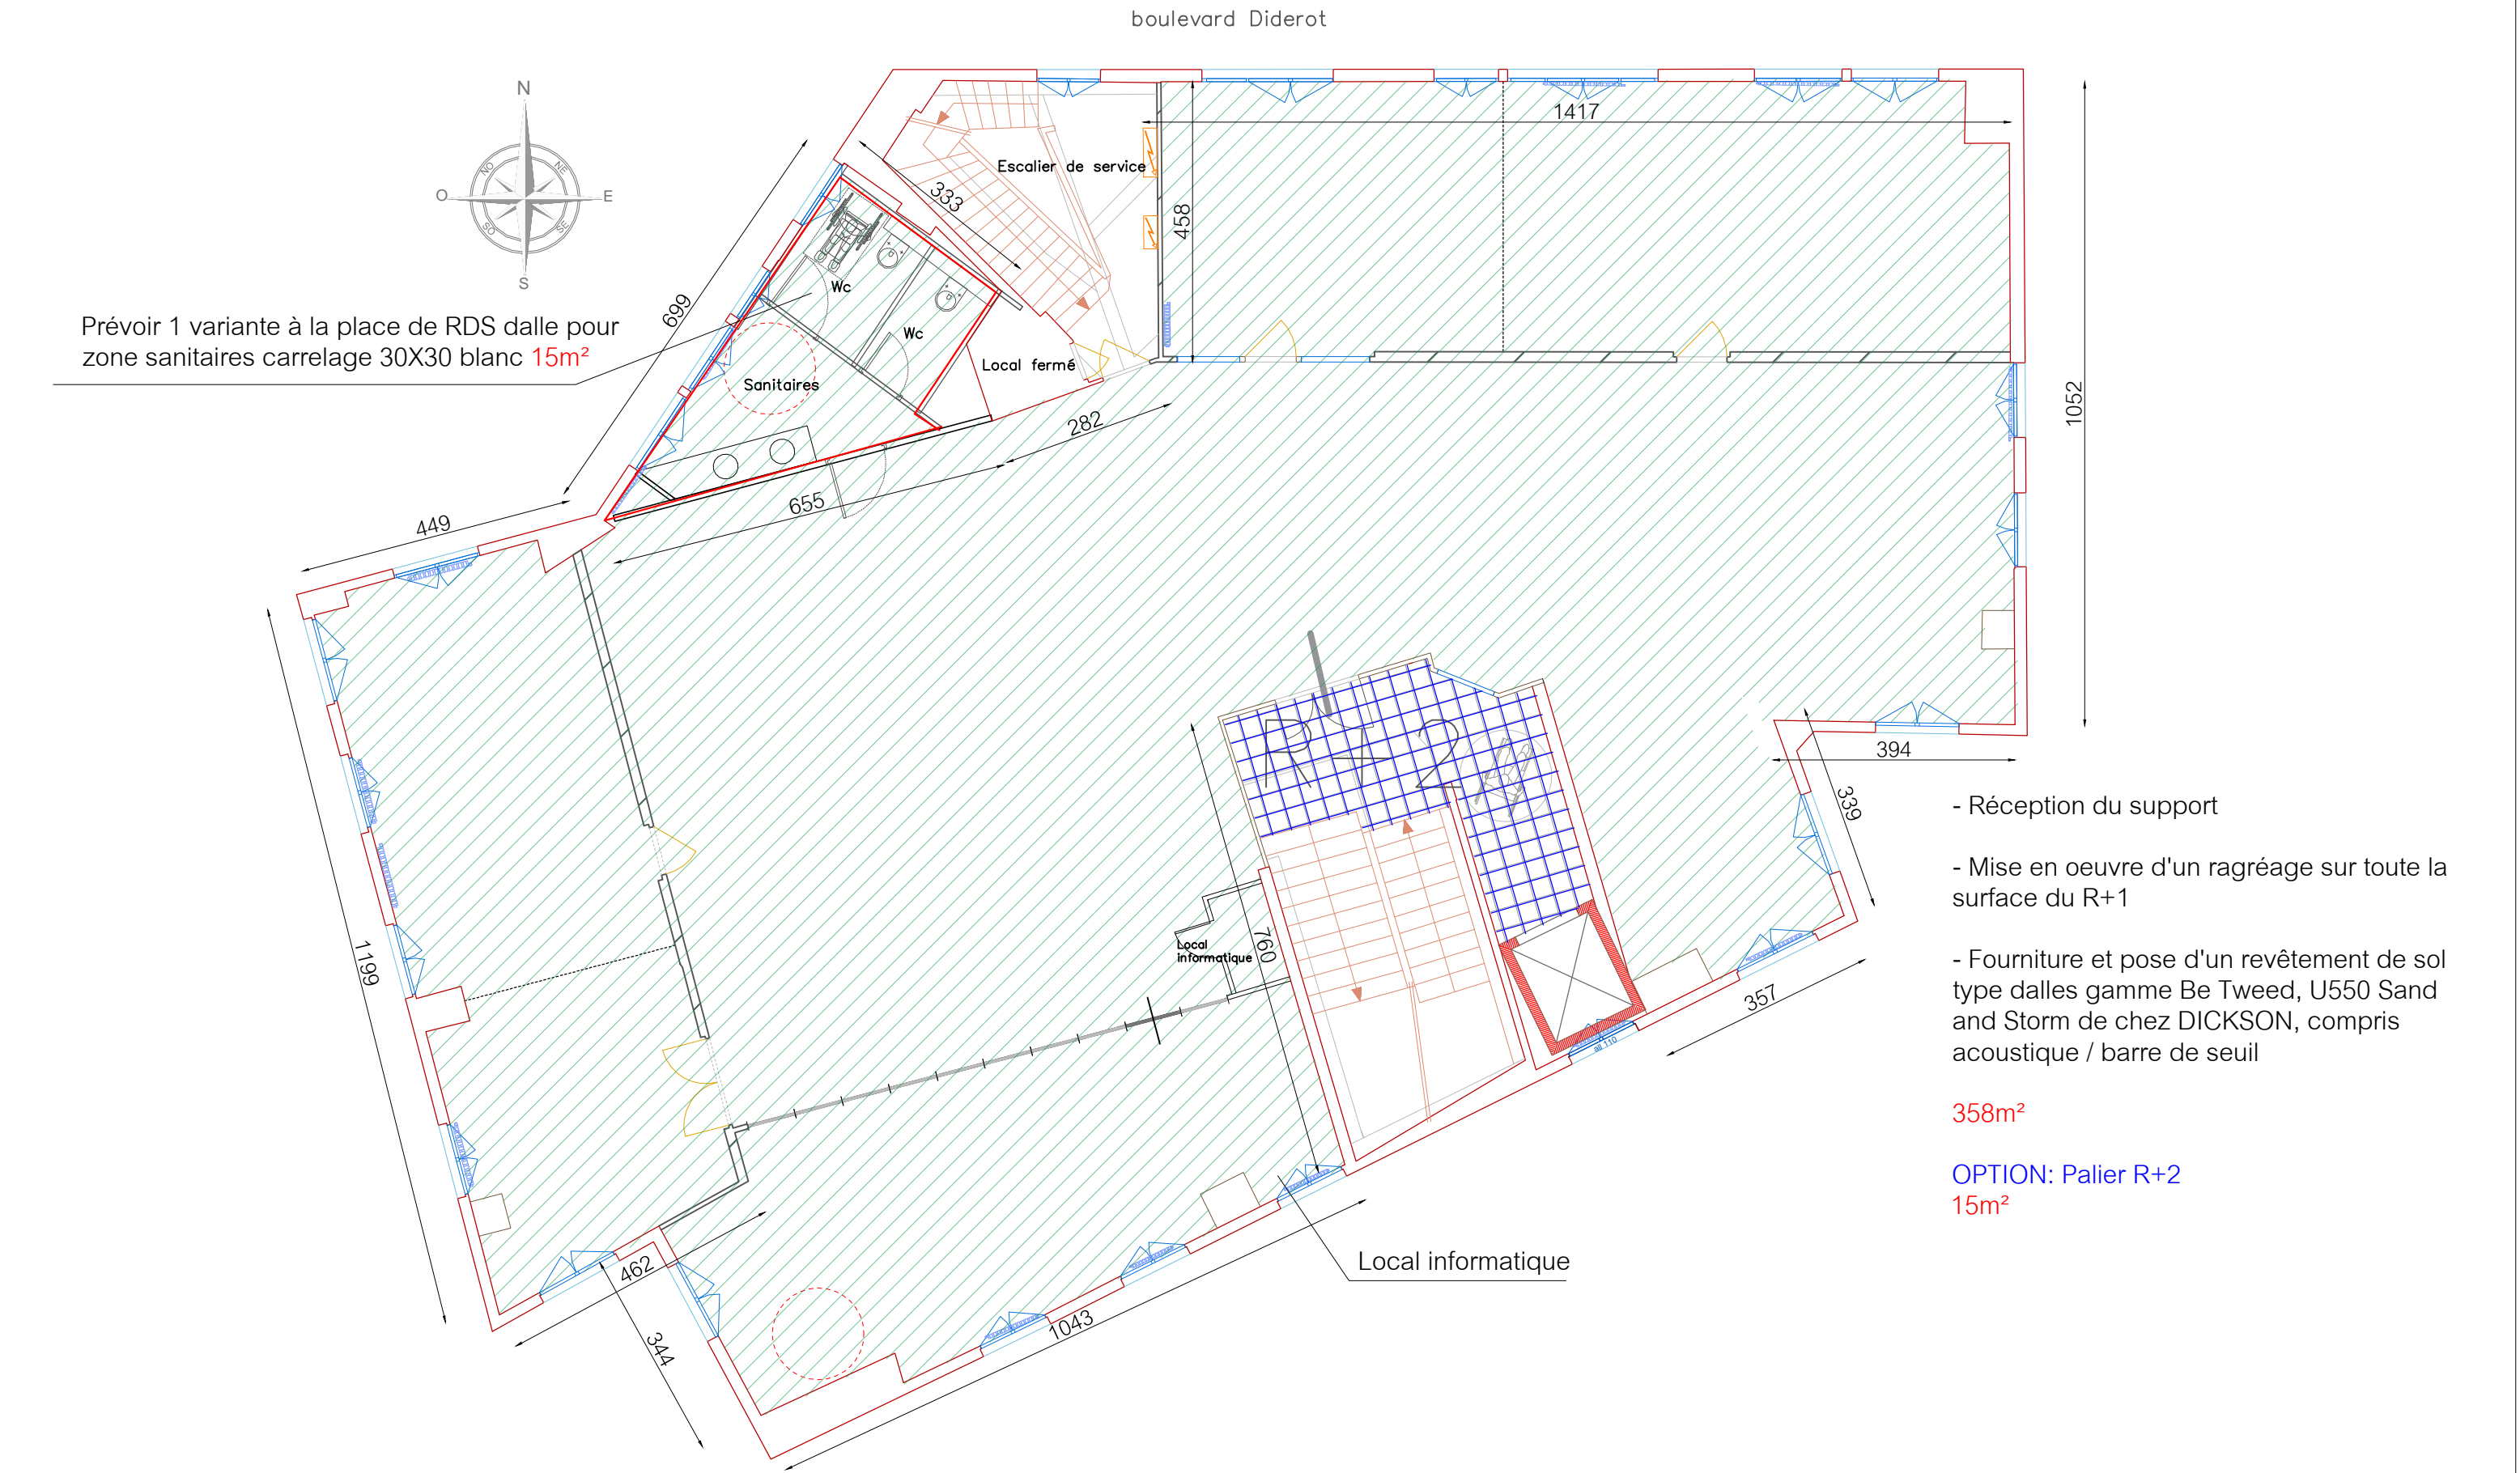 boulevard Diderot
N
NO
NE
O
E
SO
SE
S
1417
Escalier de service
333
458
699
Wc
Prévoir 1 variante à la place de RDS dalle pour
zone sanitaires carrelage 30X30 blanc 15m²
Wc
Local fermé
Sanitaires
1052
282
655
449
R+2
394
339
- Réception du support
- Mise en oeuvre d'un ragréage sur toute la
surface du R+1
- Fourniture et pose d'un revêtement de sol
type dalles gamme Be Tweed, U550 Sand
and Storm de chez DICKSON, compris
acoustique / barre de seuil
358m²
OPTION: Palier R+2
15m²
1199
760
Local
informatique
357
all.110
Local informatique
462
344
1043